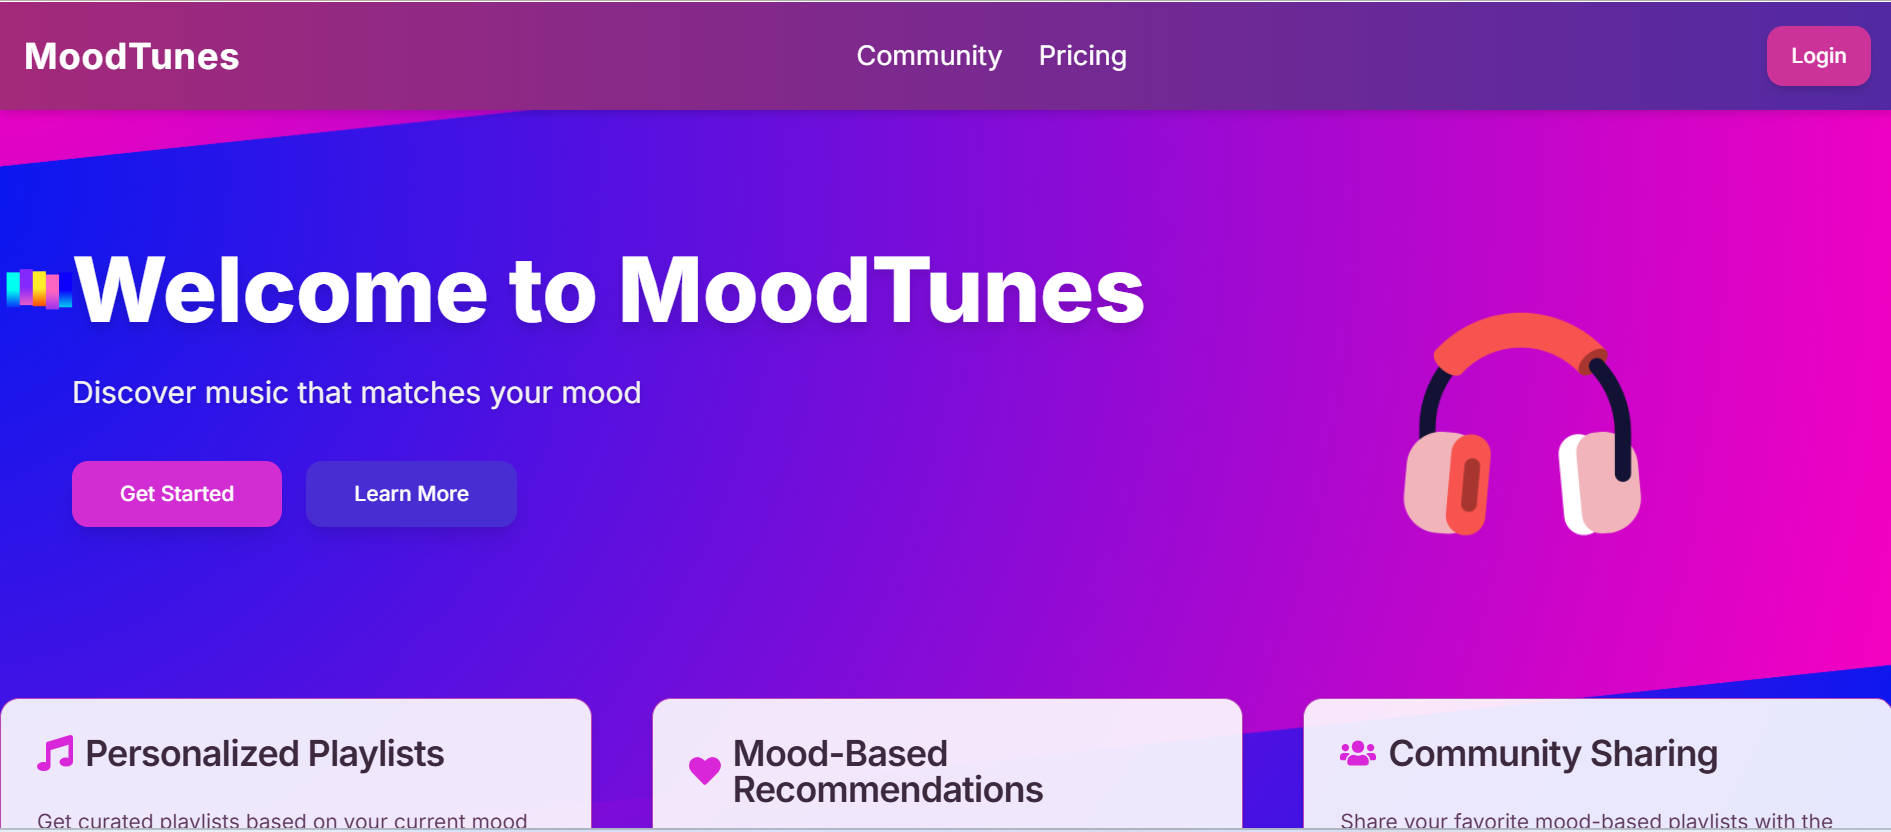 MoodTunes
Community
Pricing
Login
Welcome to MoodTunes
Discover music that matches your mood
Get Started
Learn More
Personalized Playlists
Get curated playlists based on your current mood
Mood-Based
Recommendations
Community Sharing
Share your favorite mood-based playlists with the